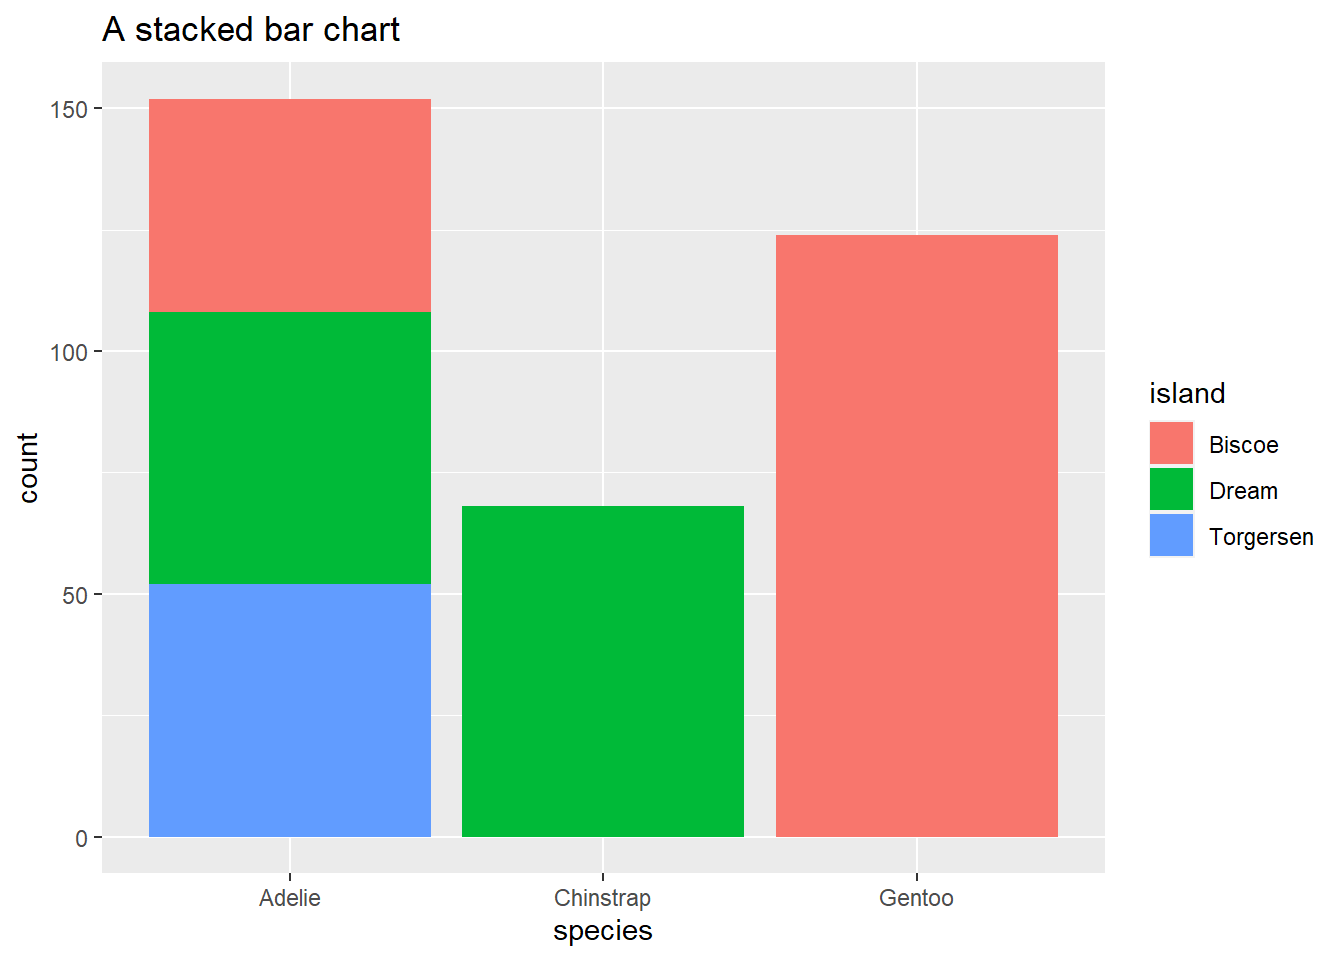 A stacked bar chart
150
100
50
0
count
Adelie
Chinstrap
Gentoo
species
island
Biscoe
Dream
Torgersen